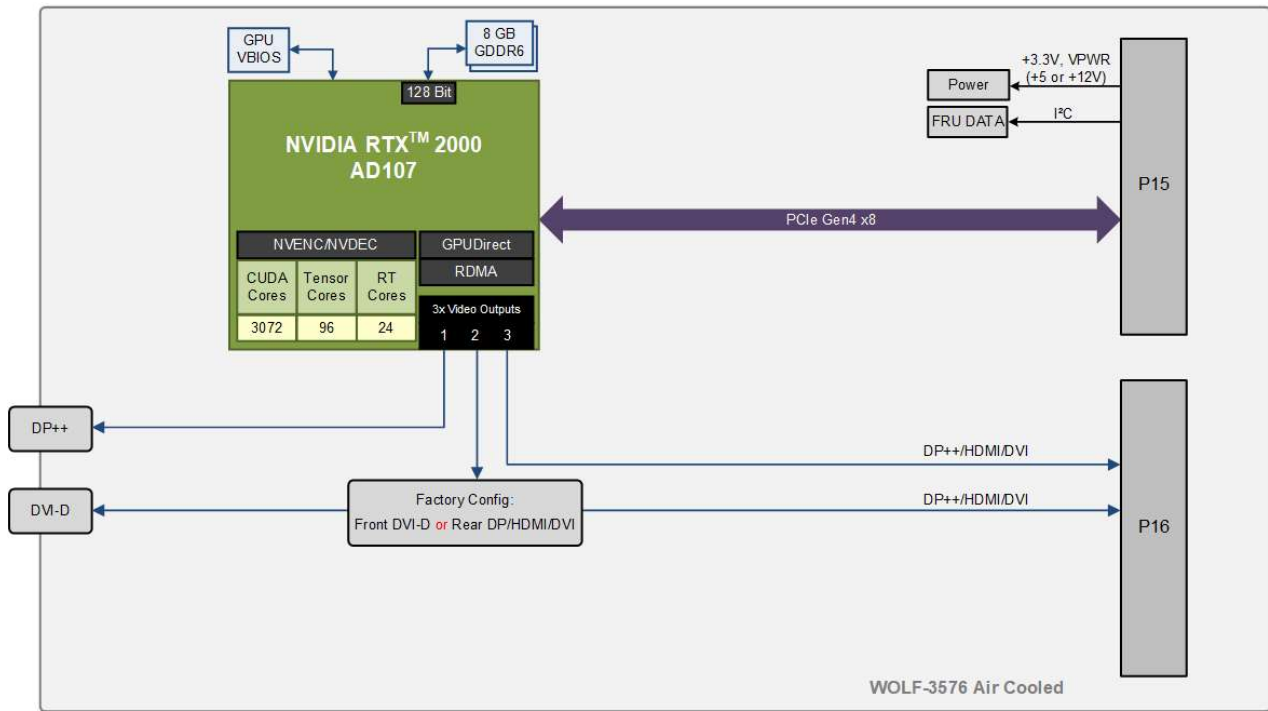 GPU
VBIOS
8 GB
GDDR6
128 Bit
NVIDIA RTX™ 2000
AD107
NVENC/NVDEC
GPUDirect
RDMA
CUDA
Cores
Tensor
Cores
RT
Cores
3072
96
24
3x Video Outputs
1 2 3
+3.3V, VPWR
(+5 or +12V)
Power
I²C
FRU DATA
P15
PCIe Gen4 x8
DP++
DP++/HDMI/DVI
DVI-D
Factory Config:
Front DVI-D or Rear DP/HDMI/DVI
DP++/HDMI/DVI
P16
WOLF-3576 Air Cooled